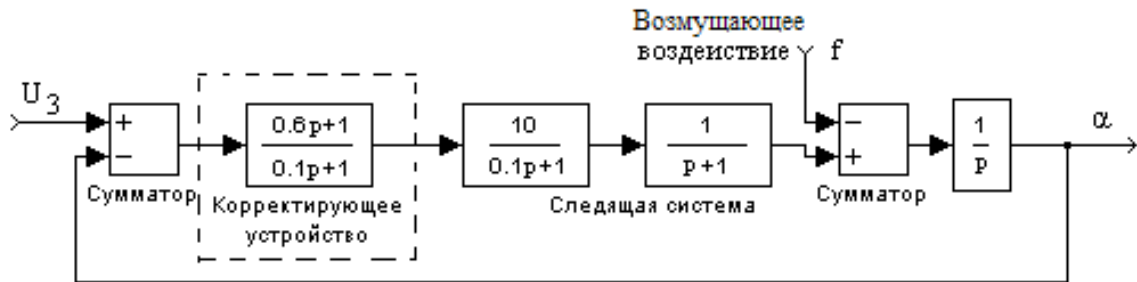 Возмущающее
воздействие f
U3
+
−
0.6p+1
0.1p+1
10
0.1p+1
1
p+1
−
+
1
p
α
Сумматор
Корректирующее
устройство
Следящая система
Сумматор